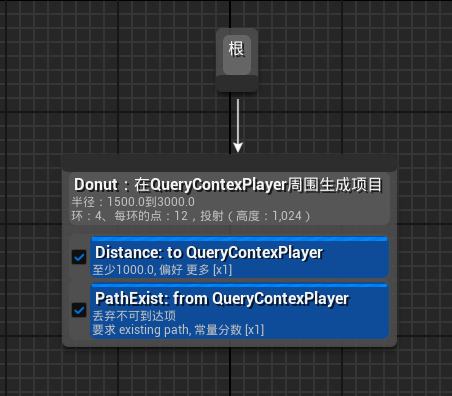 根
Donut：在QueryContexPlayer周围生成项目
半径：1500.0到3000.0
环：4、每环的点：12，投射（高度：1,024）
Distance: to QueryContexPlayer
至少1000.0, 偏好 更多 [x1]
PathExist: from QueryContexPlayer
丢弃不可到达项
要求 existing path, 常量分数 [x1]